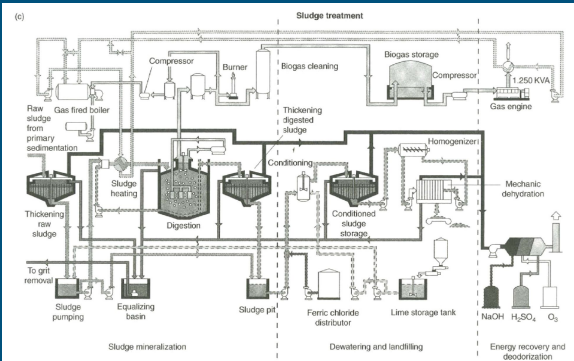 (c)
Sludge treatment
Compressor
Burner
Biogas cleaning
Biogas storage
Compressor
1.250 KVA
Gas engine
Raw
sludge
from
primary
sedimentation
Gas fired boiler
Thickening
digested
sludge
Conditioning
Homogenizer
Sludge
heating
Digestion
Thickening
raw
sludge
Conditioned
sludge
storage
Mechanic
dehydration
To grit
removal
Sludge
pumping
Equalizing
basin
Sludge pit
Ferric chloride
distributor
Lime storage tank
NaOH
H₂SO₄
O₃
Sludge mineralization
Dewatering and landfilling
Energy recovery and
deodorization